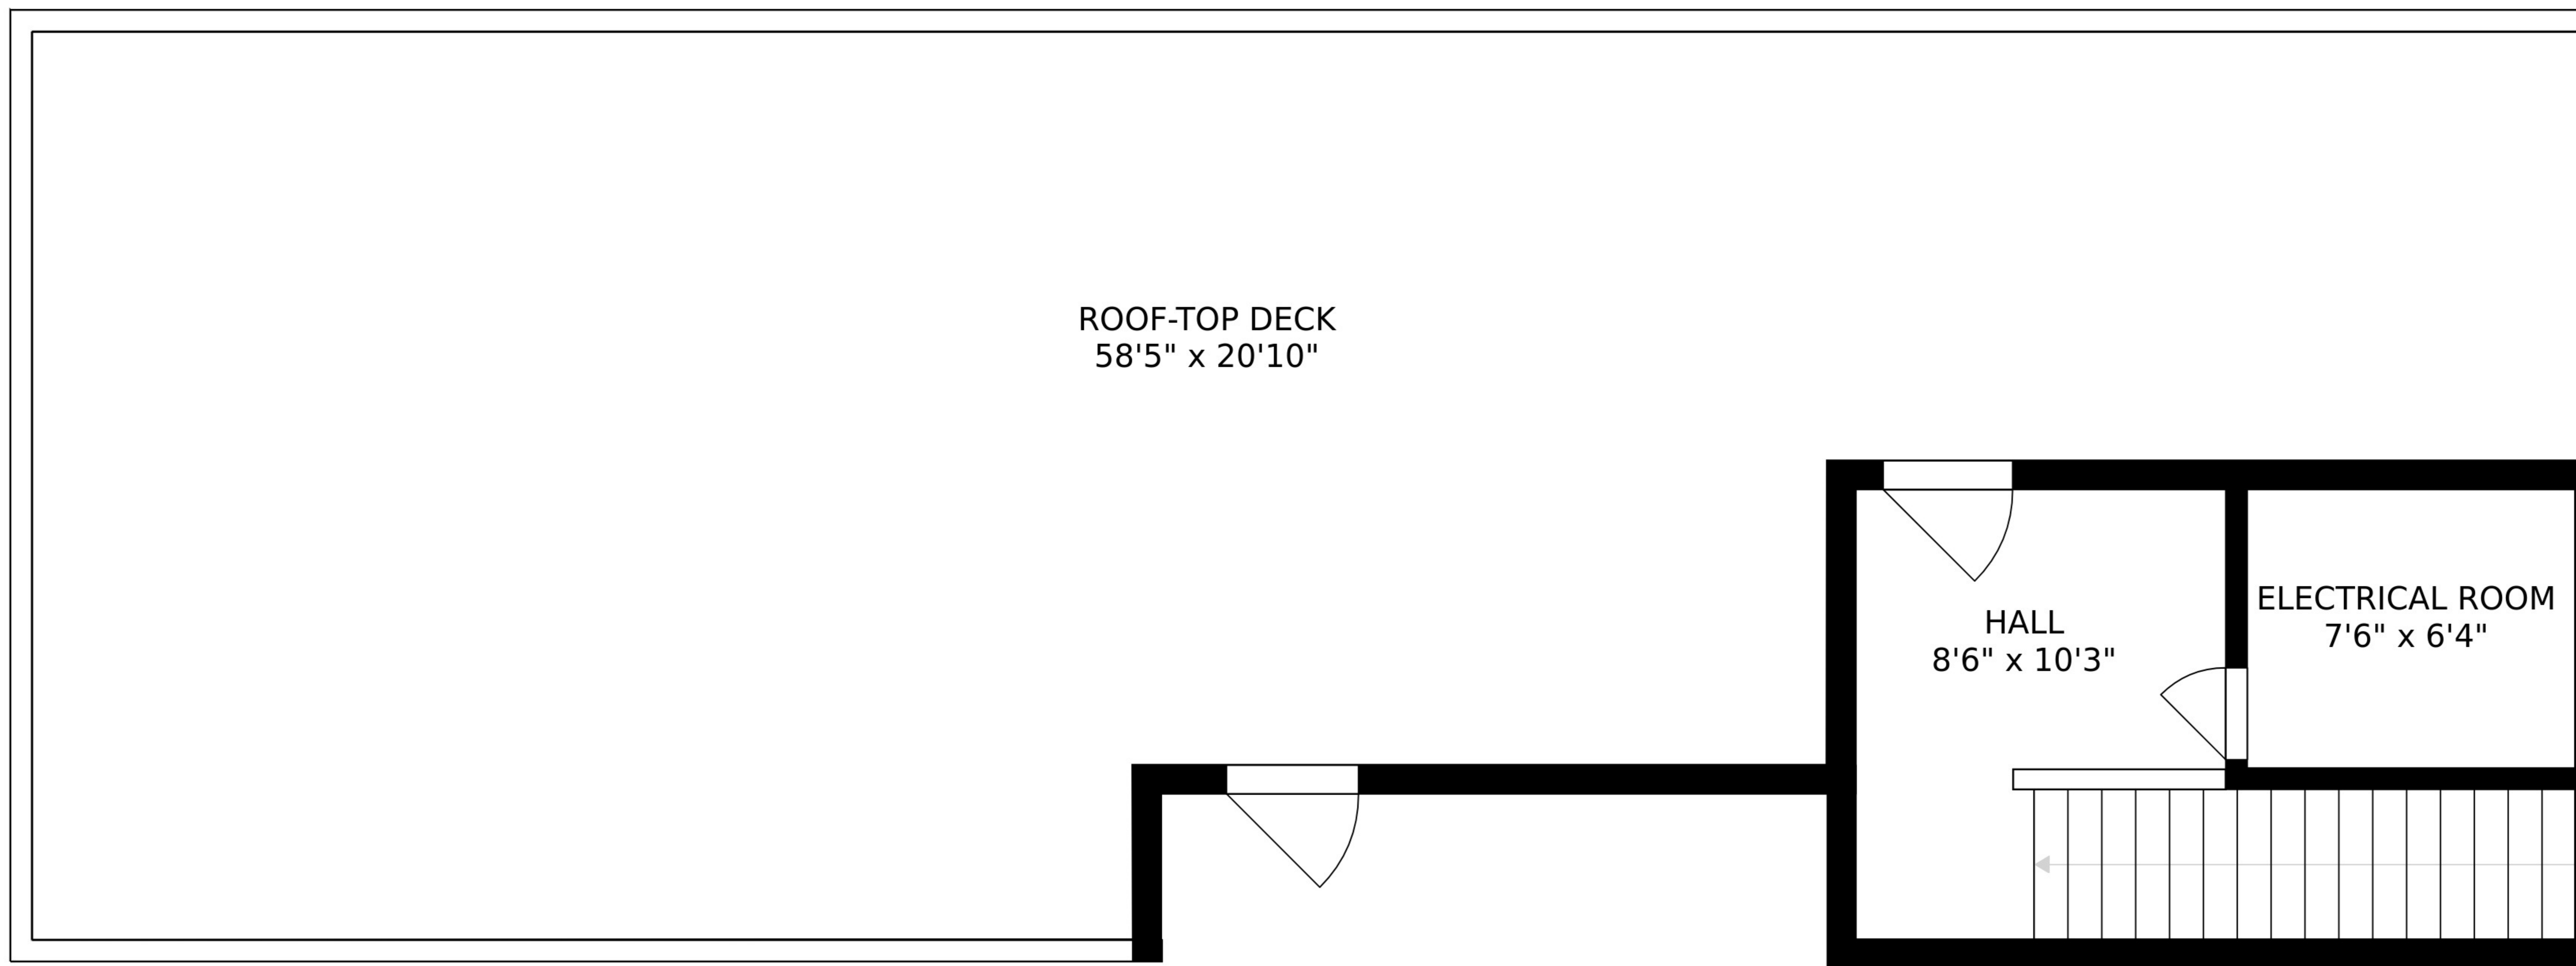 ROOF-TOP DECK
58'5" x 20'10"
HALL
8'6" x 10'3"
ELECTRICAL ROOM
7'6" x 6'4"